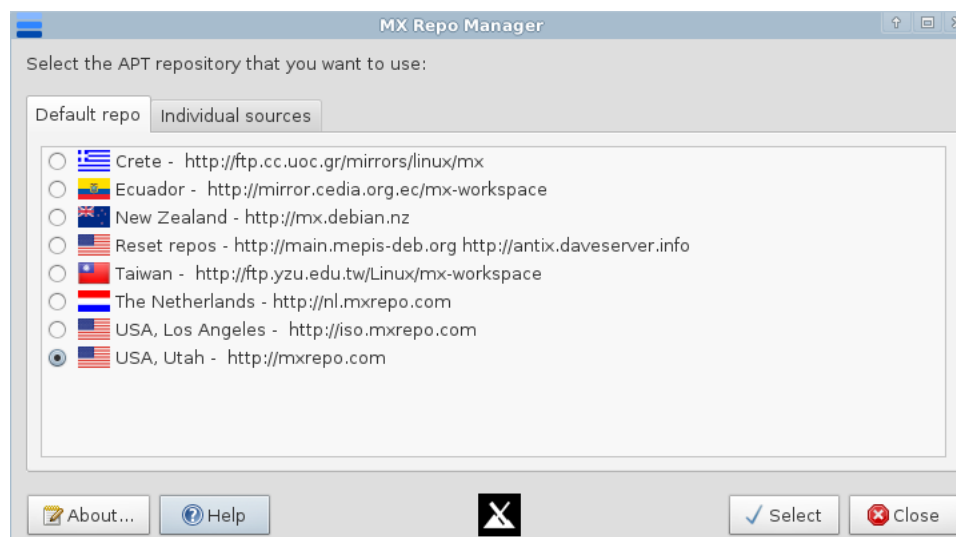 MX Repo Manager
Select the APT repository that you want to use:
Default repo
Individual sources
Crete - http://ftp.cc.uoc.gr/mirrors/linux/mx
Ecuador - http://mirror.cedia.org.ec/mx-workspace
New Zealand - http://mx.debian.nz
Reset repos - http://main.mepis-deb.org http://antix.daveserver.info
Taiwan - http://ftp.yzu.edu.tw/Linux/mx-workspace
The Netherlands - http://nl.mxrepo.com
USA, Los Angeles - http://iso.mxrepo.com
USA, Utah - http://mxrepo.com
About...
Help
Select
Close